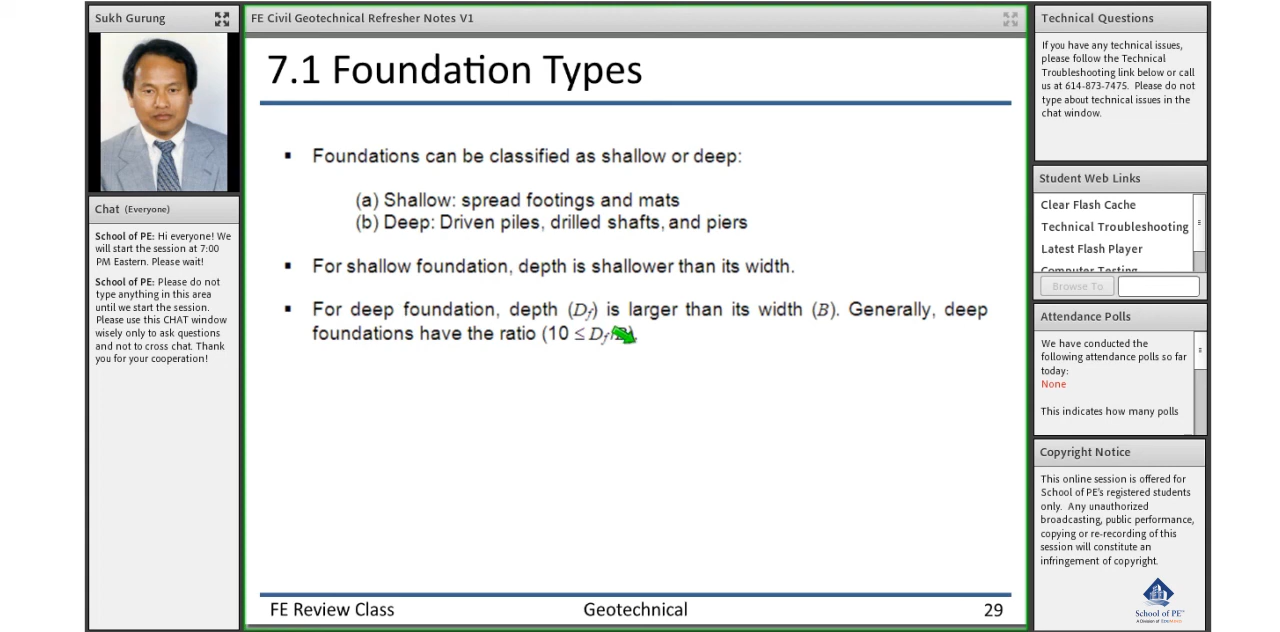 Sukh Gurung
Chat (Everyone)
School of PE: Hi everyone! We
will start the session at 7:00
PM Eastern. Please wait!
School of PE: Please do not
type anything in this area
until we start the session.
Please use this CHAT window
wisely only to ask questions
and not to cross chat. Thank
you for your cooperation!
FE Civil Geotechnical Refresher Notes V1
7.1 Foundation Types
▪ Foundations can be classified as shallow or deep:
(a) Shallow: spread footings and mats
(b) Deep: Driven piles, drilled shafts, and piers
▪ For shallow foundation, depth is shallower than its width.
▪ For deep foundation, depth (Df) is larger than its width (B). Generally, deep
foundations have the ratio (10 ≤ Df/
FE Review Class Geotechnical 29
Technical Questions
If you have any technical issues,
please follow the Technical
Troubleshooting link below or call
us at 614-873-7475. Please do not
type about technical issues in the
chat window.
Student Web Links
Clear Flash Cache
Technical Troubleshooting
Latest Flash Player
Computer Testing
Browse To
Attendance Polls
We have conducted the
following attendance polls so far
today:
None
This indicates how many polls
Copyright Notice
This online session is offered for
School of PE's registered students
only. Any unauthorized
broadcasting, public performance,
copying or re-recording of this
session will constitute an
infringement of copyright.
School of PE